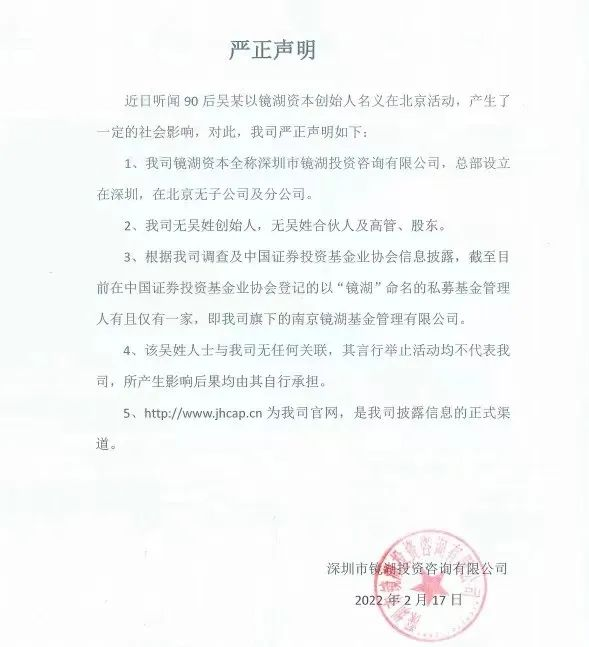 严正声明
近日听闻 90 后吴某以镜湖资本创始人名义在北京活动，产生了
一定的社会影响，对此，我司严正声明如下：
1、我司镜湖资本全称深圳市镜湖投资咨询有限公司，总部设立
在深圳，在北京无子公司及分公司。
2、我司无吴姓创始人，无吴姓合伙人及高管、股东。
3、根据我司调查及中国证券投资基金业协会信息披露，截至目
前在中国证券投资基金业协会登记的以“镜湖”命名的私募基金管理
人有且仅有一家，即我司旗下的南京镜湖基金管理有限公司。
4、该吴姓人士与我司无任何关联，其言行举止活动均不代表我
司，所产生影响后果均由其自行承担。
5、http://www.jhcap.cn 为我司官网，是我司披露信息的正式渠
道。
深圳市镜湖投资咨询有限公司
2022 年 2 月 17 日
深圳市镜湖投资咨询有限公司